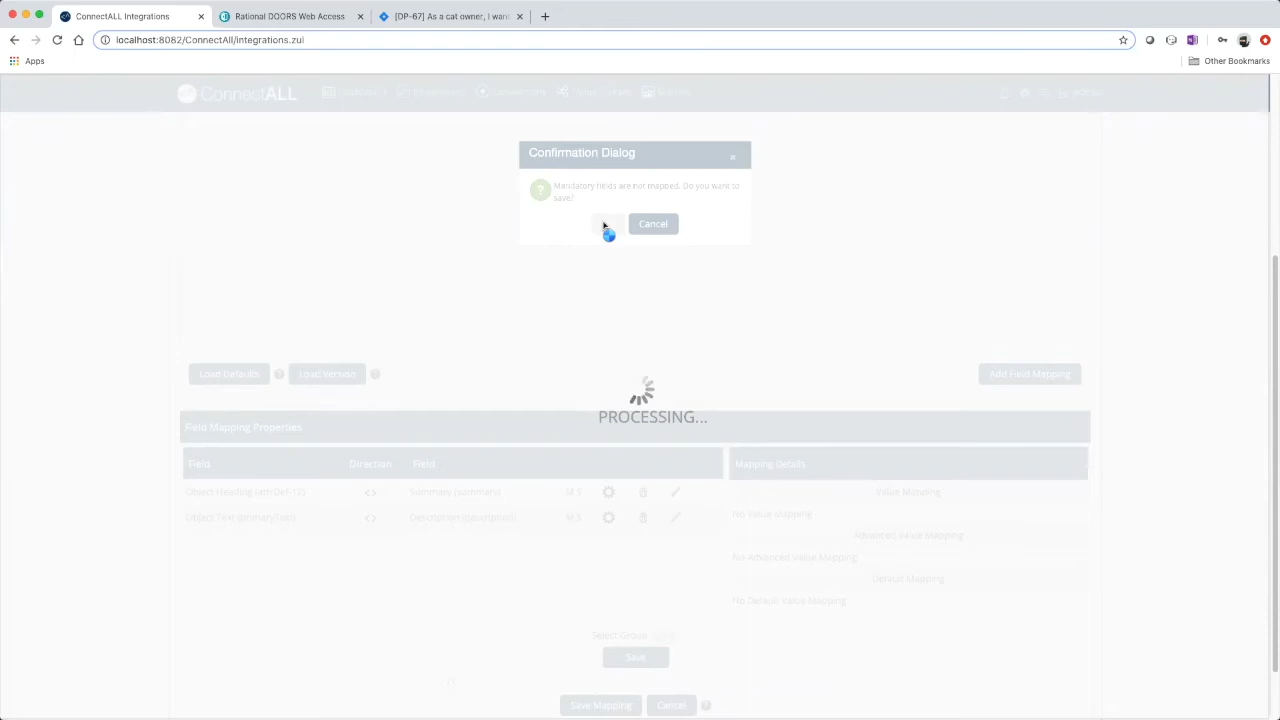 ConnectALL Integrations
Rational DOORS Web Access
[DP-67] As a cat owner, I want
localhost:8082/ConnectAll/integrations.zul
Apps
Other Bookmarks
ConnectALL
Confirmation Dialog
Mandatory fields are not mapped. Do you want to
save?
Cancel
Load Defaults
Load Version
Add Field Mapping
PROCESSING...
Field Mapping Properties
Field Direction Field
Mapping Details
Object Heading (attrDef-12) <> Summary (summary) M S
Value Mapping
No Value Mapping
Object Text (primaryText) <> Description (description) M S
Advanced Value Mapping
No Advanced Value Mapping
Default Mapping
No Default Value Mapping
Select Group
Save
Save Mapping
Cancel